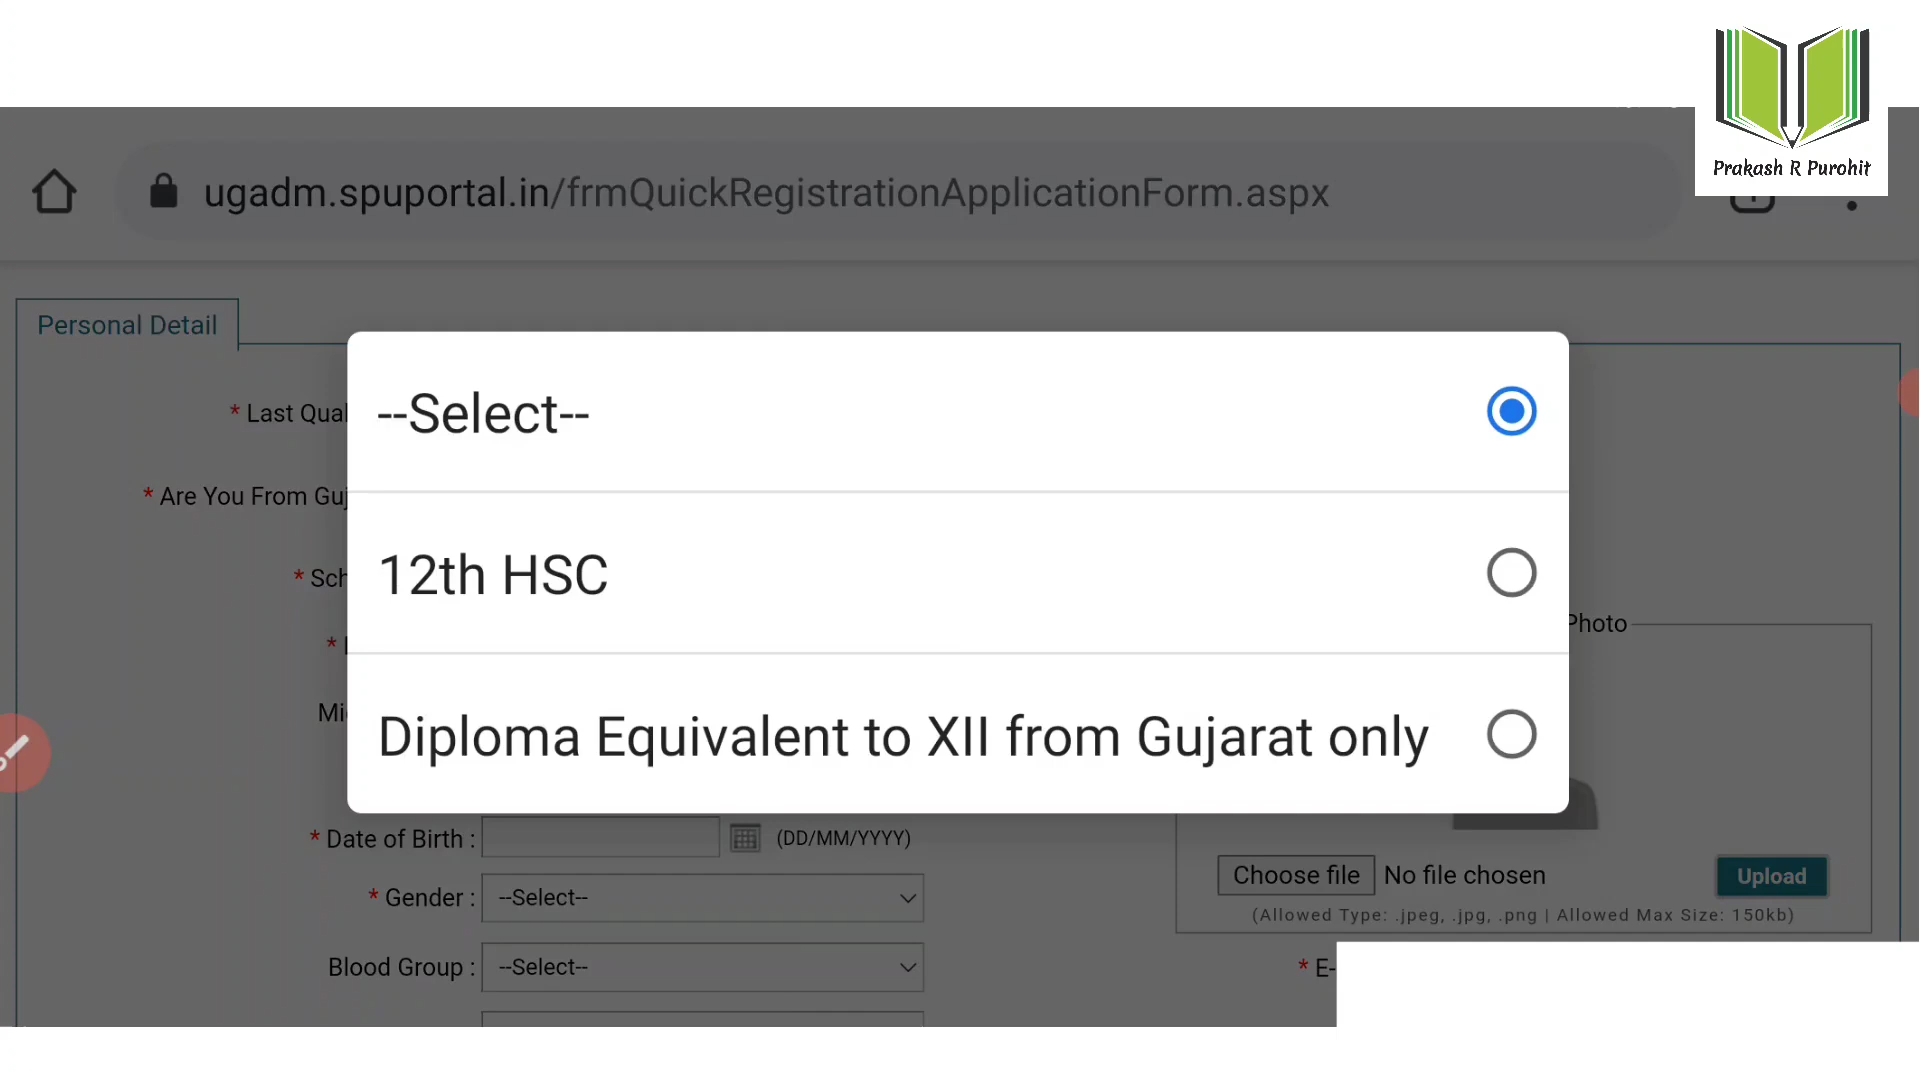 Prakash R Purohit
ugadm.spuportal.in/frmQuickRegistrationApplicationForm.aspx
Personal Detail
* Last Qual
--Select--
* Are You From Guj
12th HSC
* Sch
Photo
*
Mi
Diploma Equivalent to XII from Gujarat only
* Date of Birth :
(DD/MM/YYYY)
Choose file No file chosen
Upload
* Gender :
--Select--
(Allowed Type: .jpeg, .jpg, .png | Allowed Max Size: 150kb)
Blood Group :
--Select--
* E-